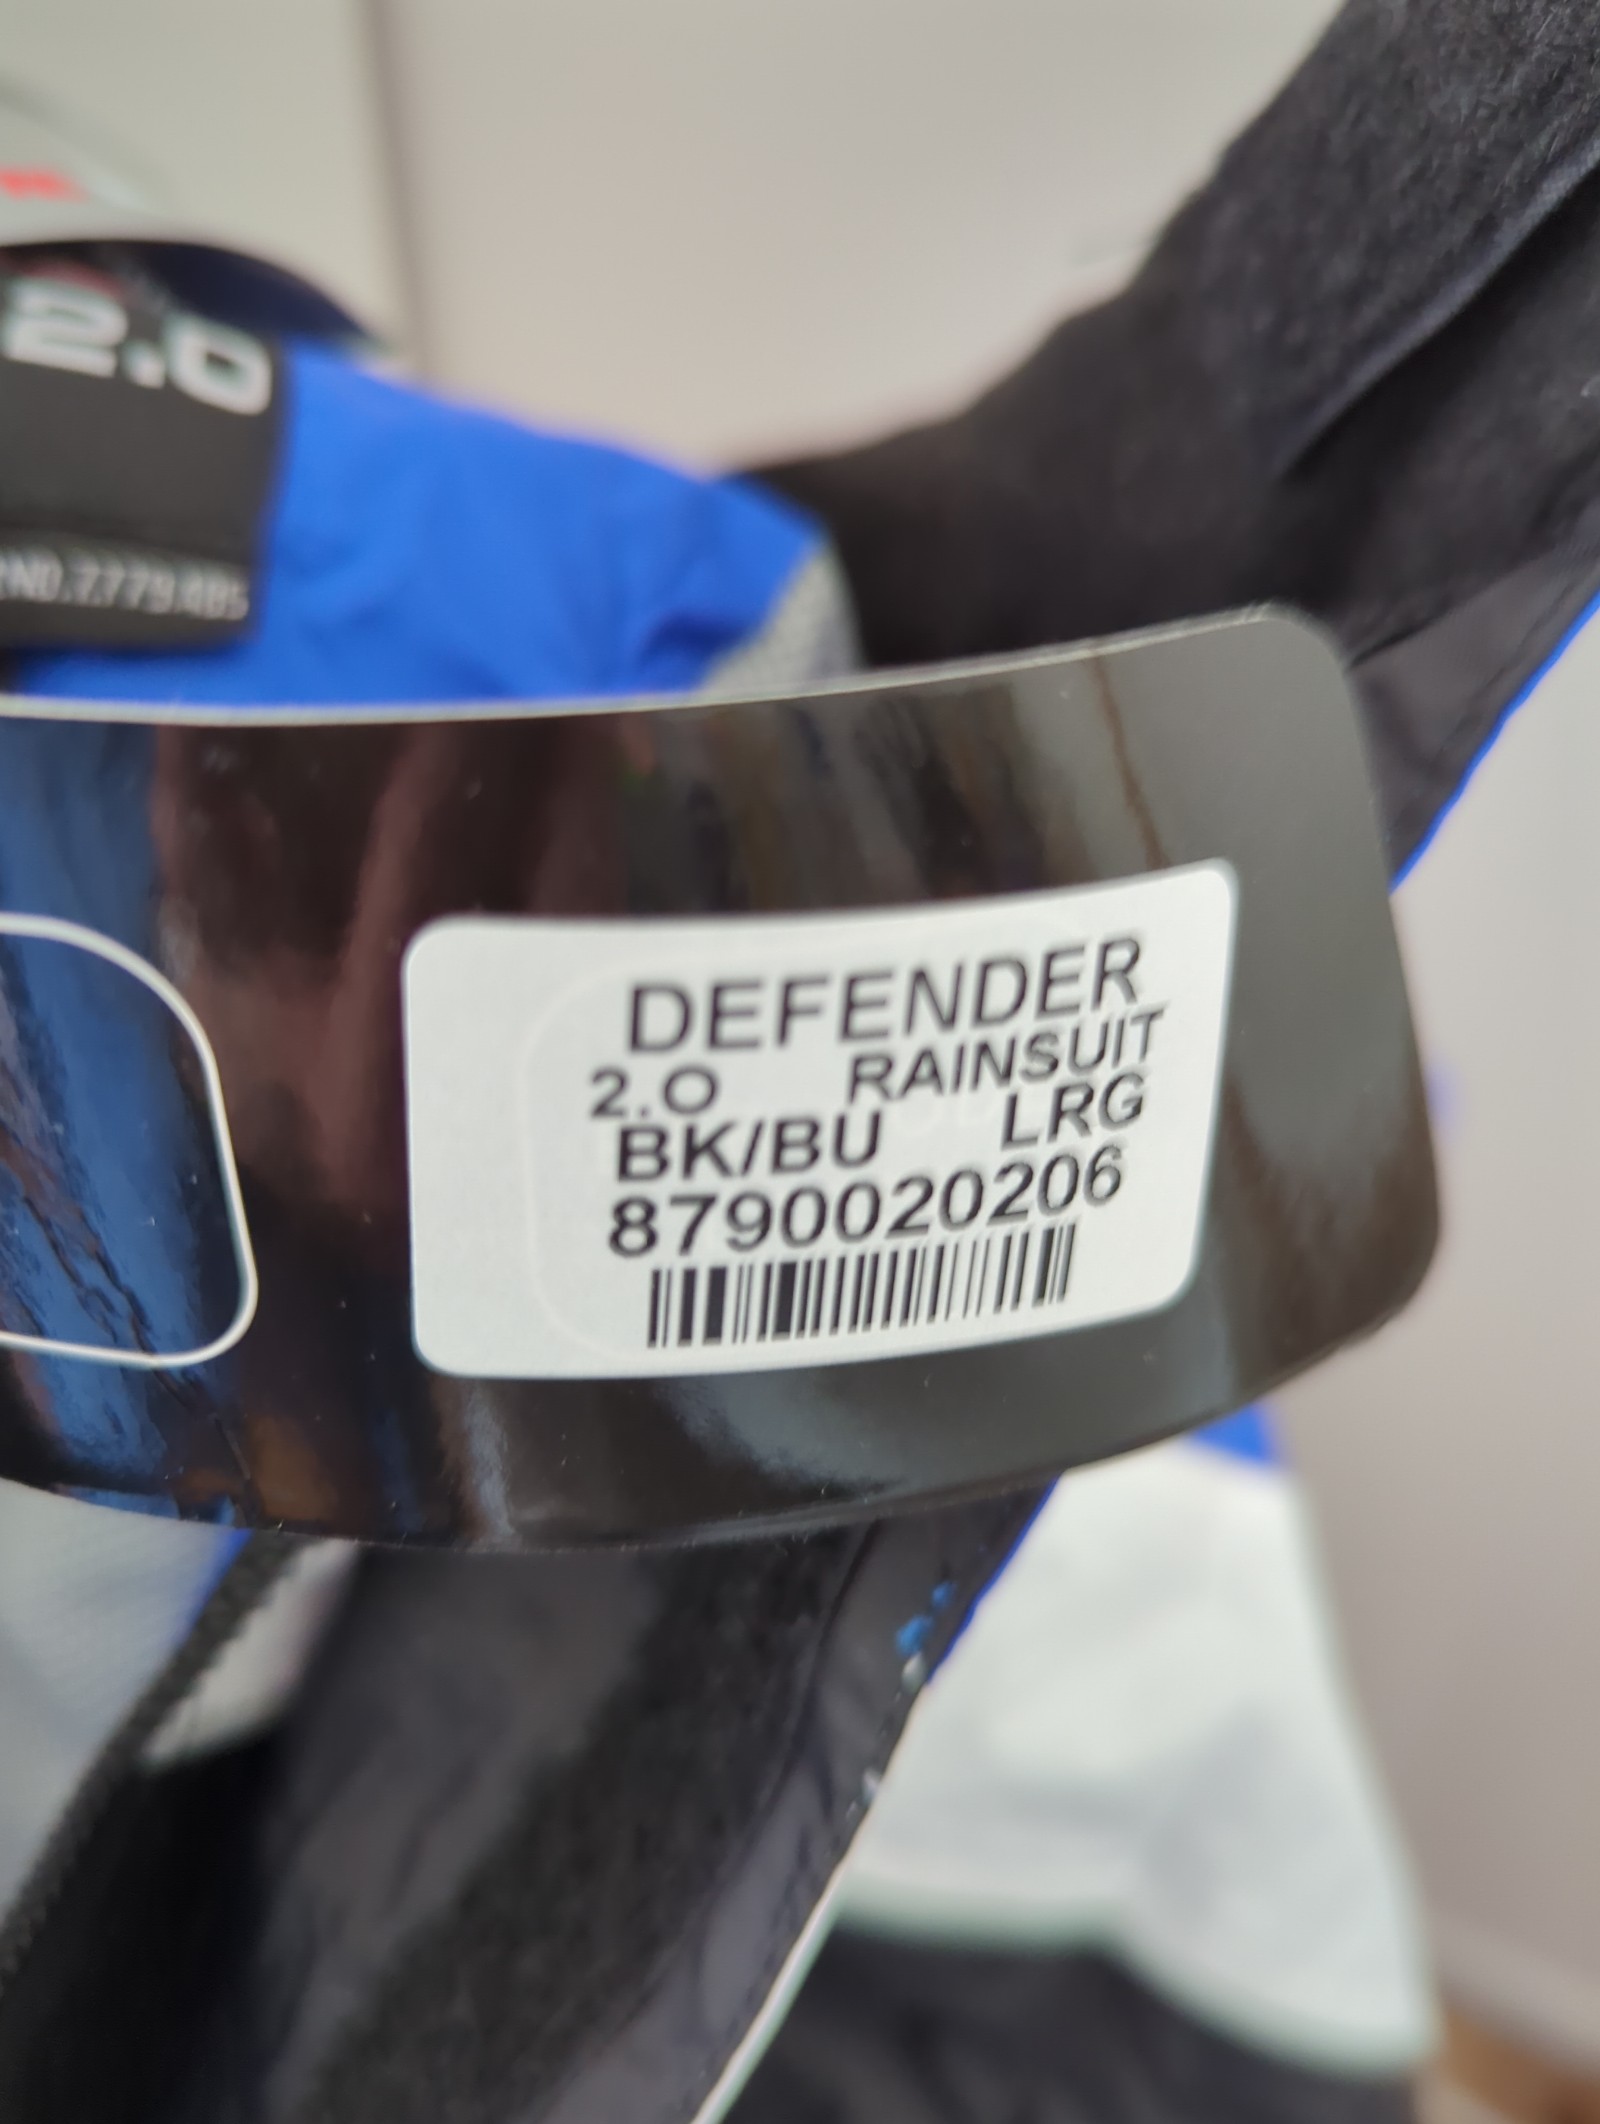 2.0
DEFENDER
2.O RAINSUIT
BK/BU LRG
8790020206